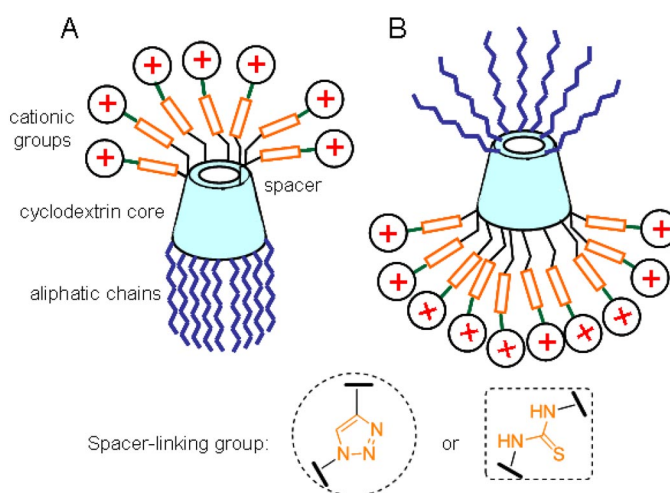 A
B
cationic
groups
spacer
cyclodextrin core
aliphatic chains
+ + + + + + +
+ + + + + + + + + +
Spacer-linking group:
N
N
N
or
HN
HN
S